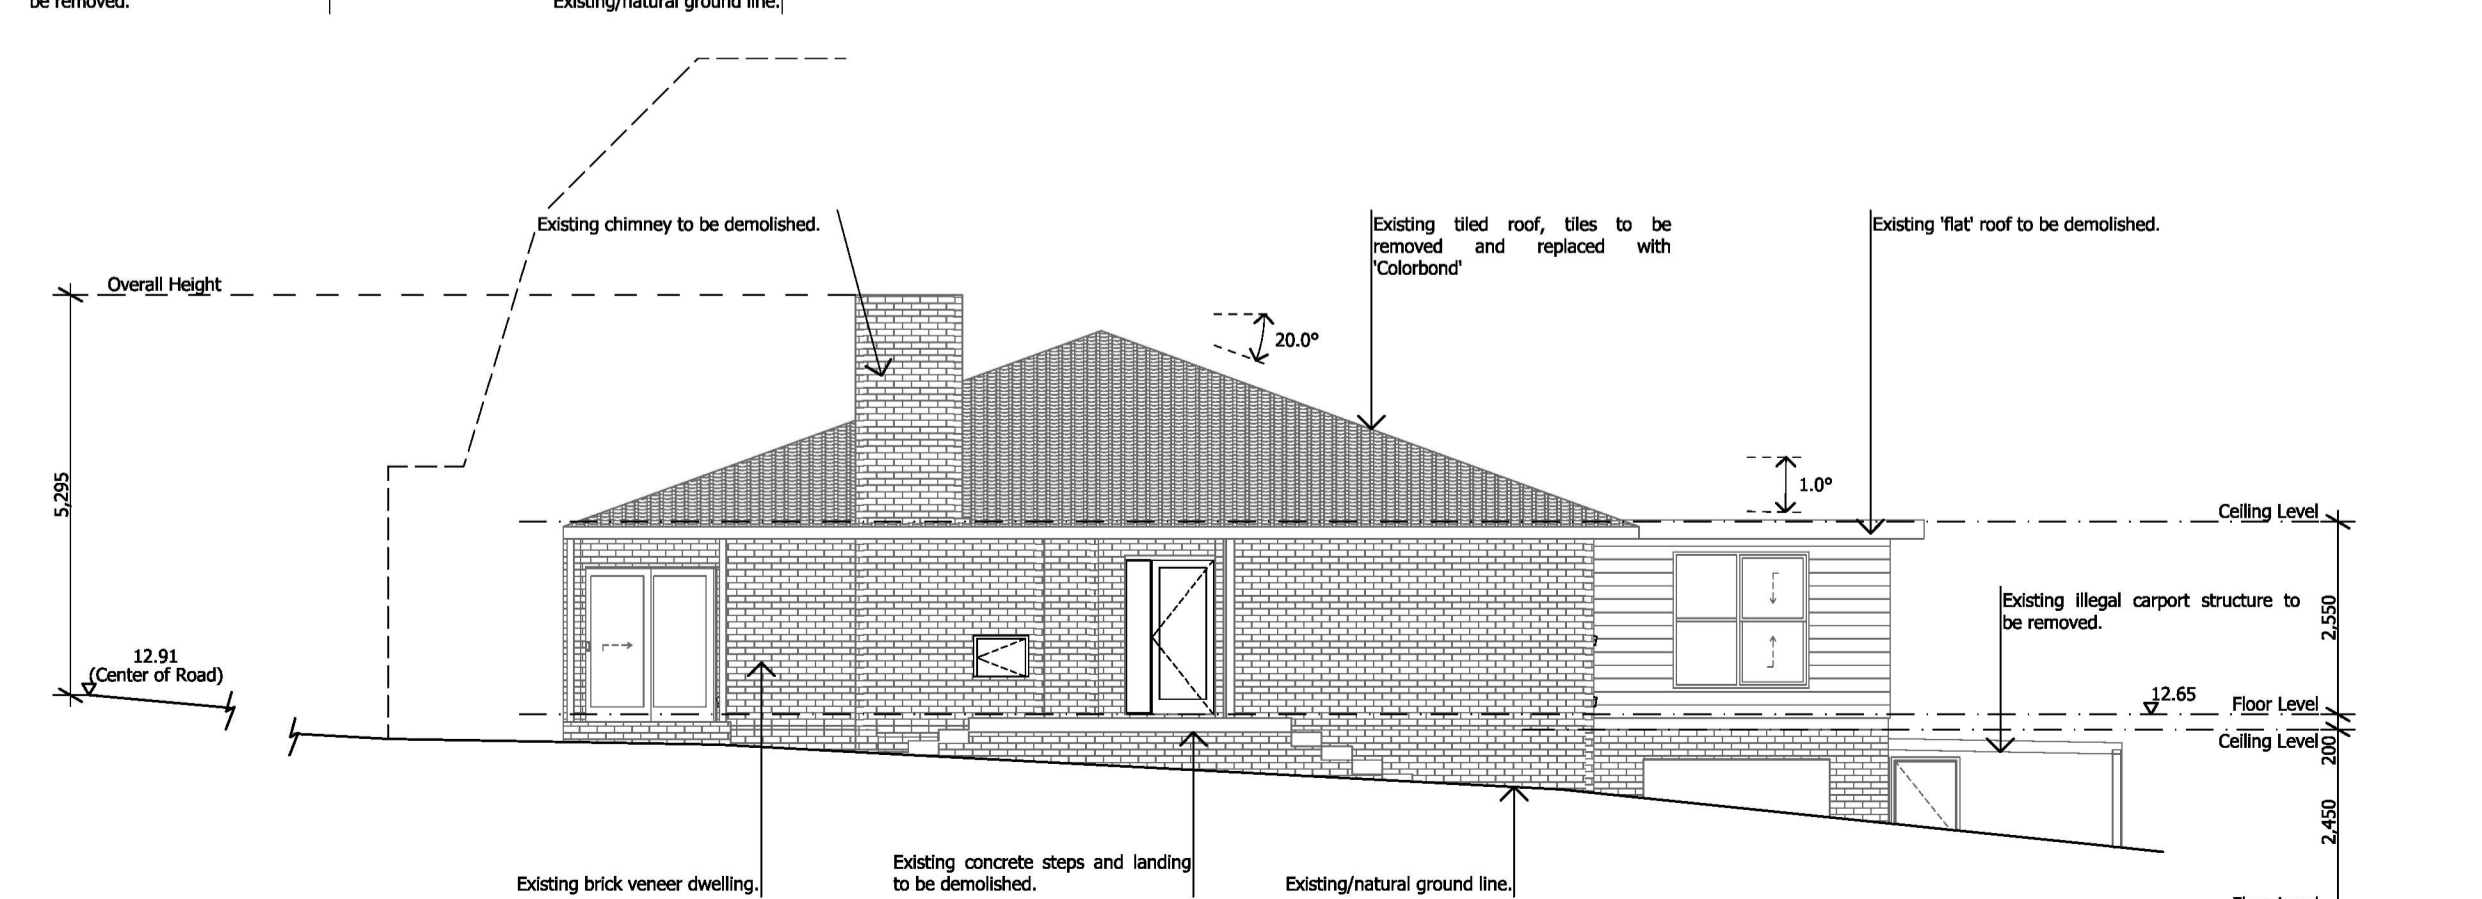 be removed.
Existing/natural ground line.
Existing chimney to be demolished.
Existing tiled roof, tiles to be
removed and replaced with
'Colorbond'
Existing 'flat' roof to be demolished.
Overall Height
20.0°
5,295
1.0°
Ceiling Level
Existing illegal carport structure to
be removed.
2,550
12.91
(Center of Road)
12.65
Floor Level
Ceiling Level
200
2,450
Existing brick veneer dwelling.
Existing concrete steps and landing
to be demolished.
Existing/natural ground line.